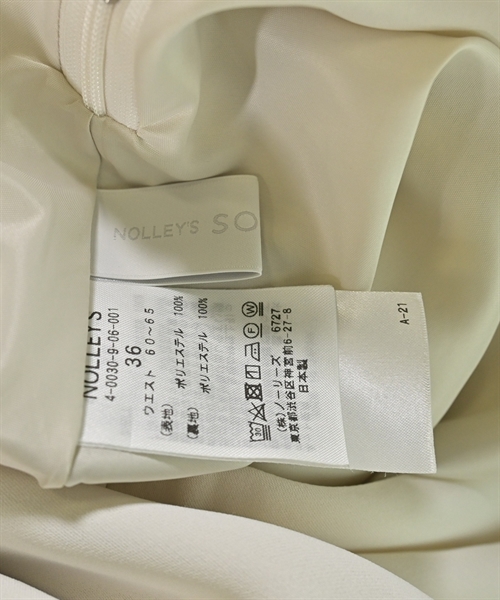 NOLLEY'S SO
NOLLEY'S
4-0030-9-06-001
36
ウエスト 60～65
(表地) ポリエステル 100%
(裏地) ポリエステル 100%
30 F W
(株)ノーリーズ 6727
東京都渋谷区神宮前6-27-8
日本製
A-21